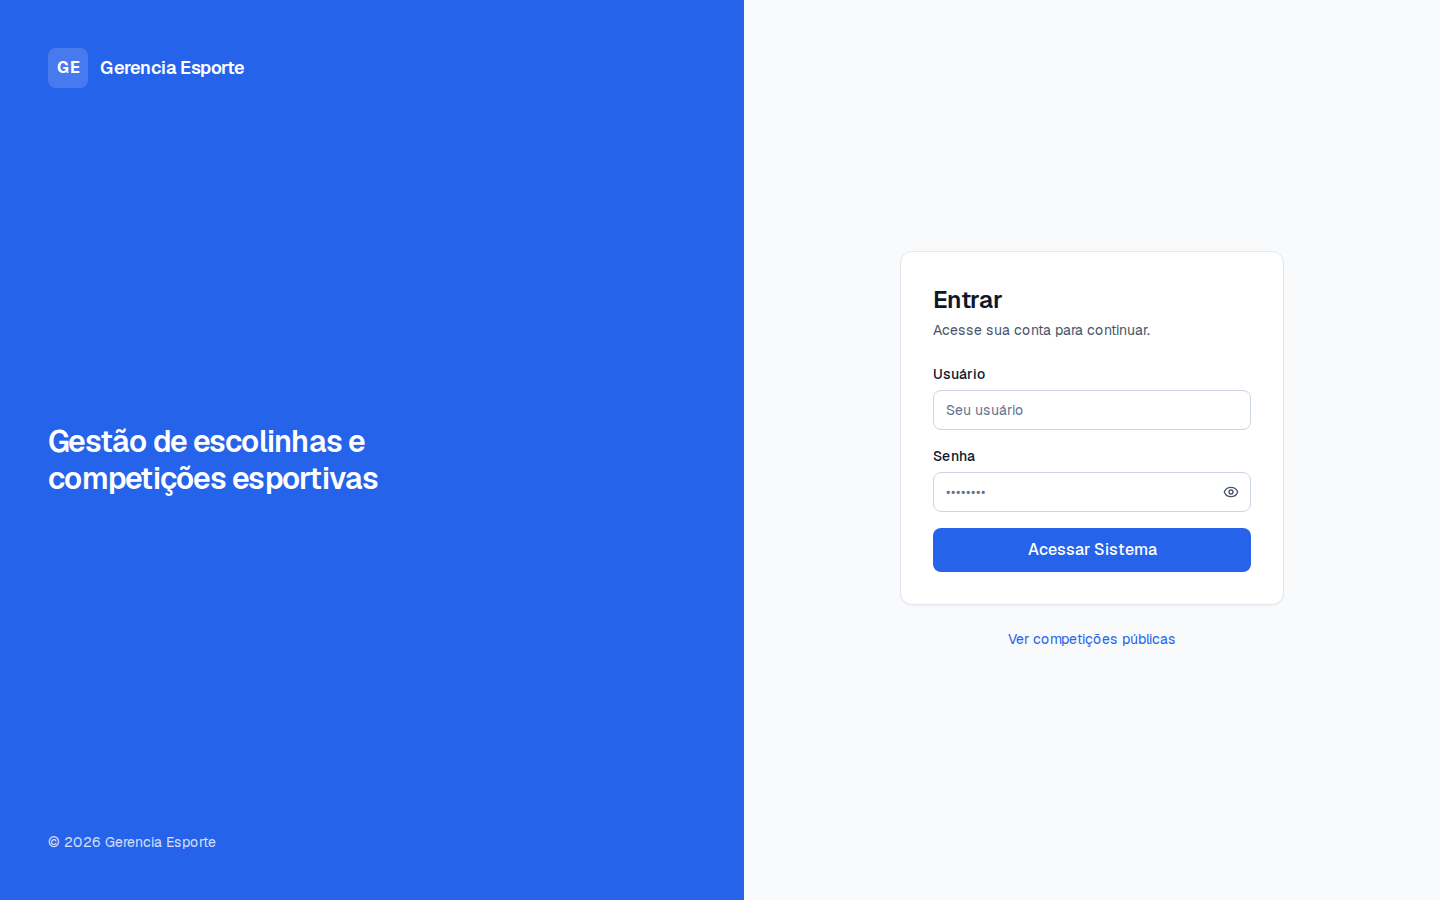 GE
Gerencia Esporte
Gestão de escolinhas e
competições esportivas
© 2026 Gerencia Esporte
Entrar
Acesse sua conta para continuar.
Usuário
Seu usuário
Senha
••••••••
Acessar Sistema
Ver competições públicas